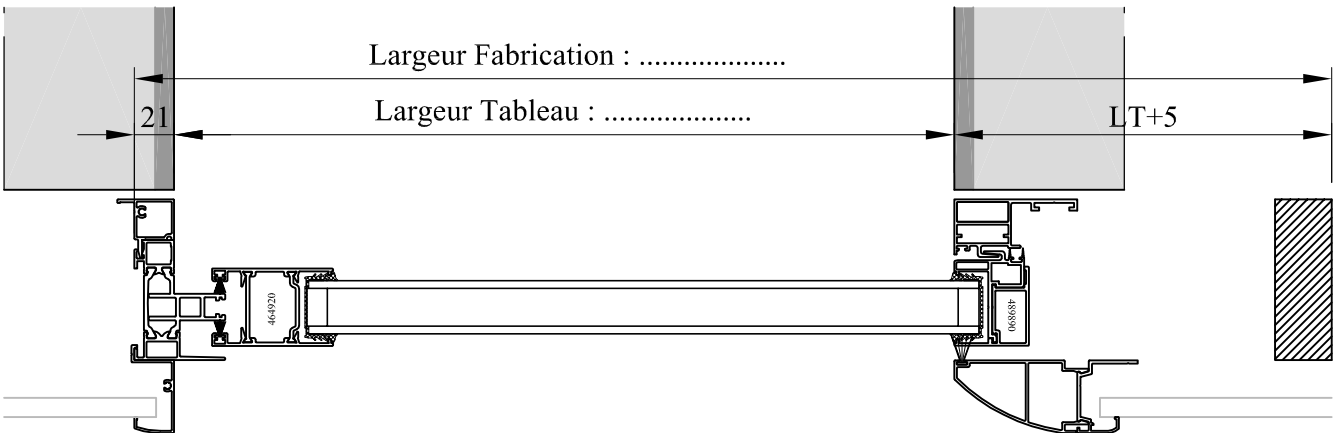 Largeur Fabrication : ....................
Largeur Tableau : ....................
21
LT+5
464920
489890